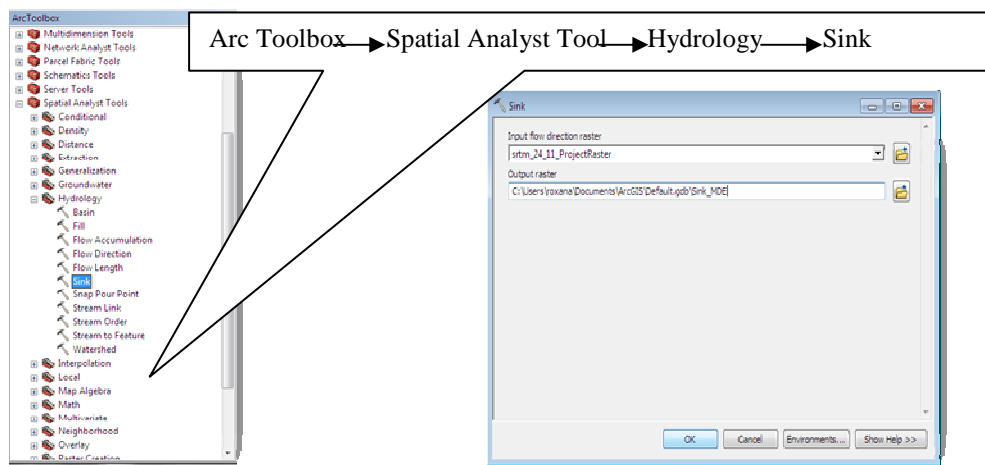 ArcToolbox
Multidimension Tools
Network Analyst Tools
Parcel Fabric Tools
Schematics Tools
Server Tools
Spatial Analyst Tools
Conditional
Density
Distance
Extraction
Generalization
Groundwater
Hydrology
Basin
Fill
Flow Accumulation
Flow Direction
Flow Length
Sink
Snap Pour Point
Stream Link
Stream Order
Stream to Feature
Watershed
Interpolation
Local
Map Algebra
Math
Multivariate
Neighborhood
Overlay
Raster Creation
Arc Toolbox Spatial Analyst Tool Hydrology Sink
Sink
Input flow direction raster
srtm_24_11_ProjectRaster
Output raster
C:\Users\roxana\Documents\ArcGIS\Default.gdb\Sink_MDE
OK Cancel Environments... Show Help >>